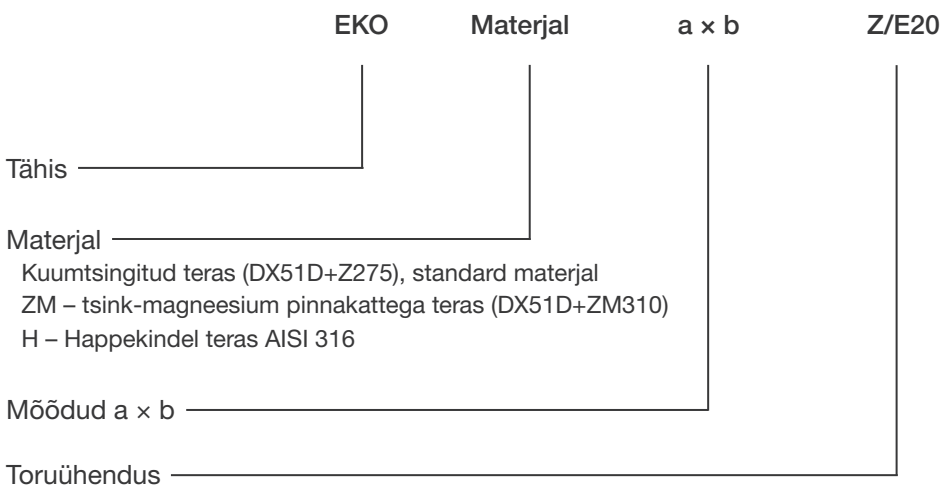 EKO Materjal a × b Z/E20
Tähis
Materjal
Kuumtsingitud teras (DX51D+Z275), standard materjal
ZM – tsink-magneesium pinnakattega teras (DX51D+ZM310)
H – Happekindel teras AISI 316
Mõõdud a × b
Toruühendus